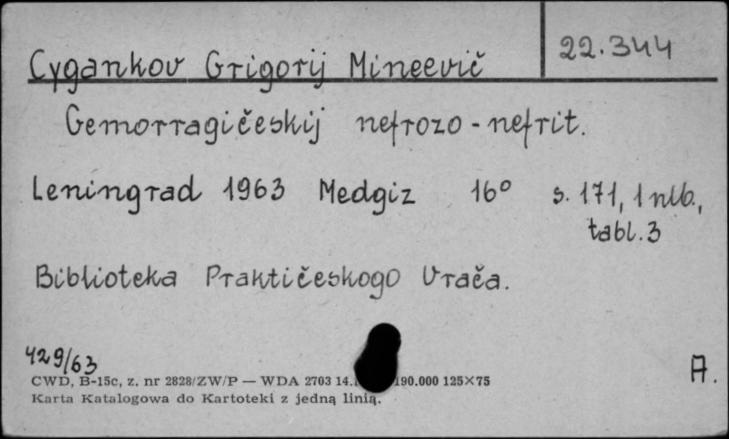 Cygankov Grigorij Mineevič 22.344
Gemorragičeskij nefrozo - nefrit.
Leningrad 1963 Medgiz 16° s. 171, 1 nlb.,
tabl. 3
Biblioteka Praktičeskogo Vrača.
429/63
A.
CWD, B-15c, z. nr 2828/ZW/P — WDA 2703 14. 190.000 125×75
Karta Katalogowa do Kartoteki z jedną linią.